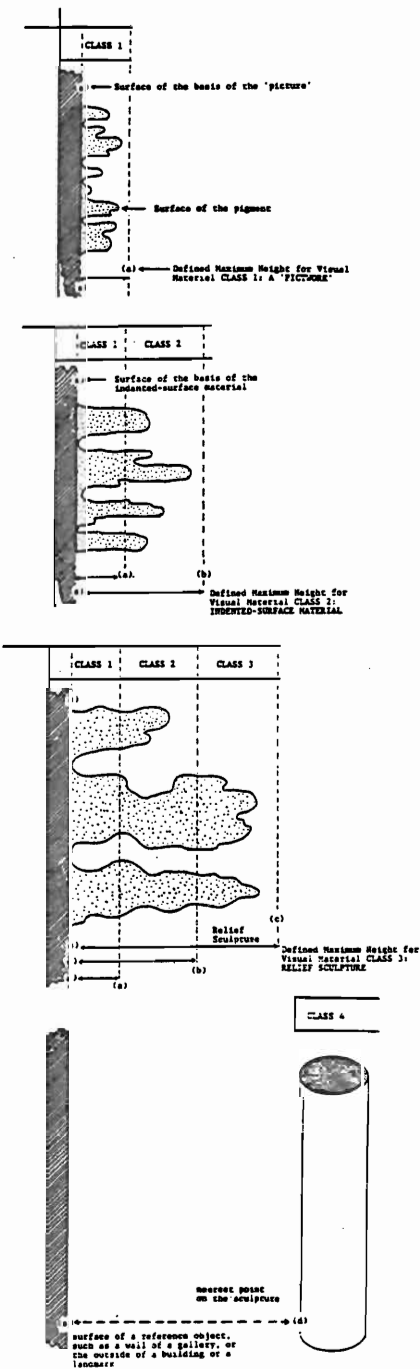 CLASS 1
Surface of the basis of the 'picture'
Surface of the pigment
(a)
Defined Maximum Height for Visual
Material CLASS 1: A 'PICTWORK'
CLASS 1 CLASS 2
Surface of the basis of the
indented-surface material
(a) (b)
Defined Maximum Height for
Visual Material CLASS 2:
INDENTED-SURFACE MATERIAL
CLASS 1 CLASS 2 CLASS 3
(c)
Relief
Sculpture
Defined Maximum Height for
Visual Material CLASS 3:
RELIEF SCULPTURE
(b)
(a)
CLASS 4
nearest point
on the sculpture
(d)
surface of a reference object,
such as a wall of a gallery, or
the outside of a building or a
landmark